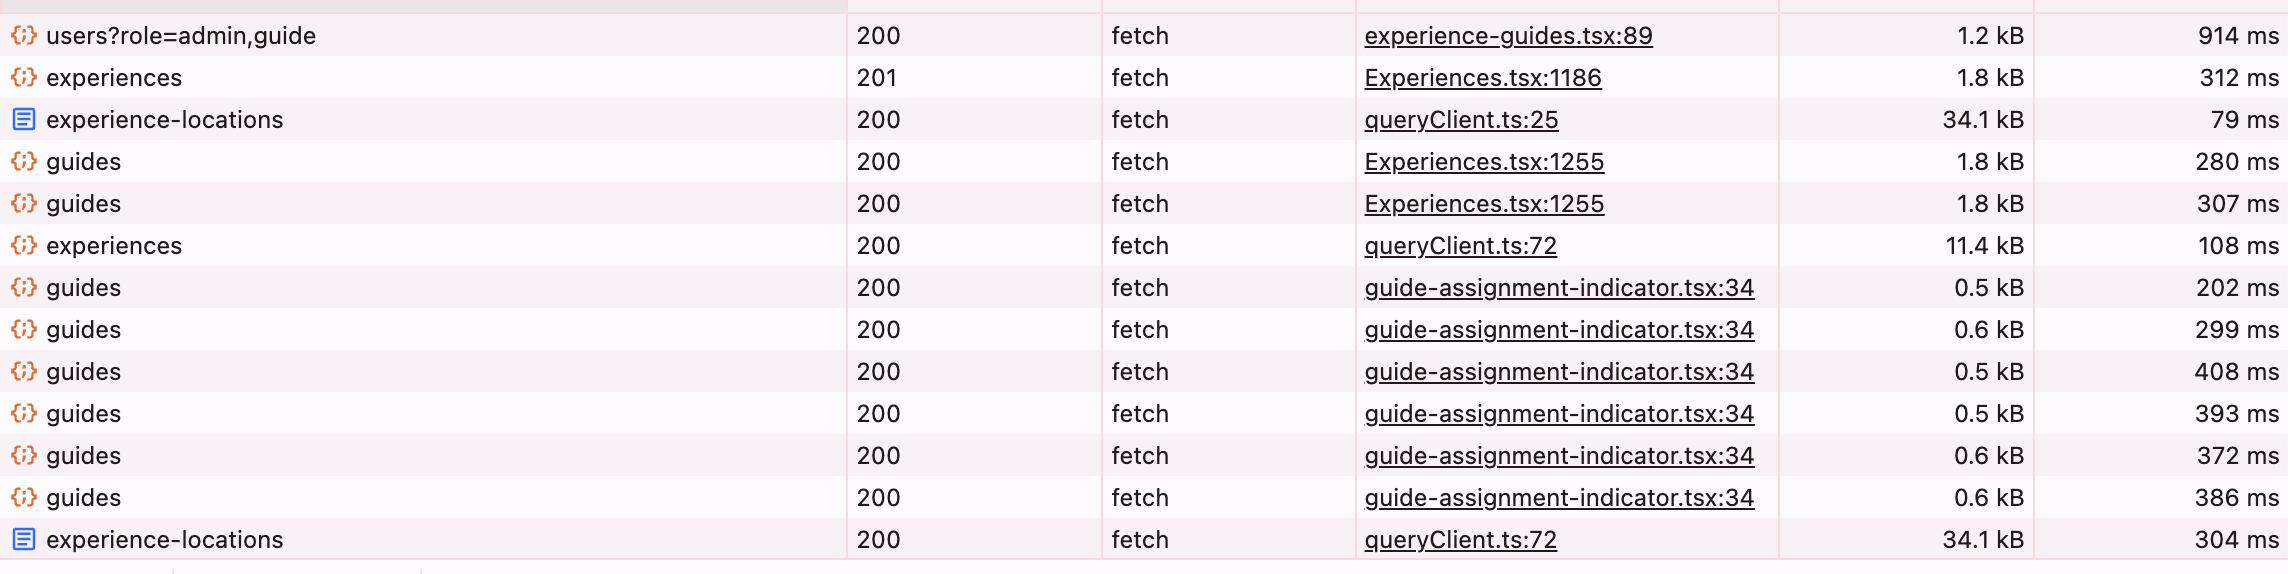 users?role=admin,guide 200 fetch experience-guides.tsx:89 1.2 kB 914 ms
experiences 201 fetch Experiences.tsx:1186 1.8 kB 312 ms
experience-locations 200 fetch queryClient.ts:25 34.1 kB 79 ms
guides 200 fetch Experiences.tsx:1255 1.8 kB 280 ms
guides 200 fetch Experiences.tsx:1255 1.8 kB 307 ms
experiences 200 fetch queryClient.ts:72 11.4 kB 108 ms
guides 200 fetch guide-assignment-indicator.tsx:34 0.5 kB 202 ms
guides 200 fetch guide-assignment-indicator.tsx:34 0.6 kB 299 ms
guides 200 fetch guide-assignment-indicator.tsx:34 0.5 kB 408 ms
guides 200 fetch guide-assignment-indicator.tsx:34 0.5 kB 393 ms
guides 200 fetch guide-assignment-indicator.tsx:34 0.6 kB 372 ms
guides 200 fetch guide-assignment-indicator.tsx:34 0.6 kB 386 ms
experience-locations 200 fetch queryClient.ts:72 34.1 kB 304 ms